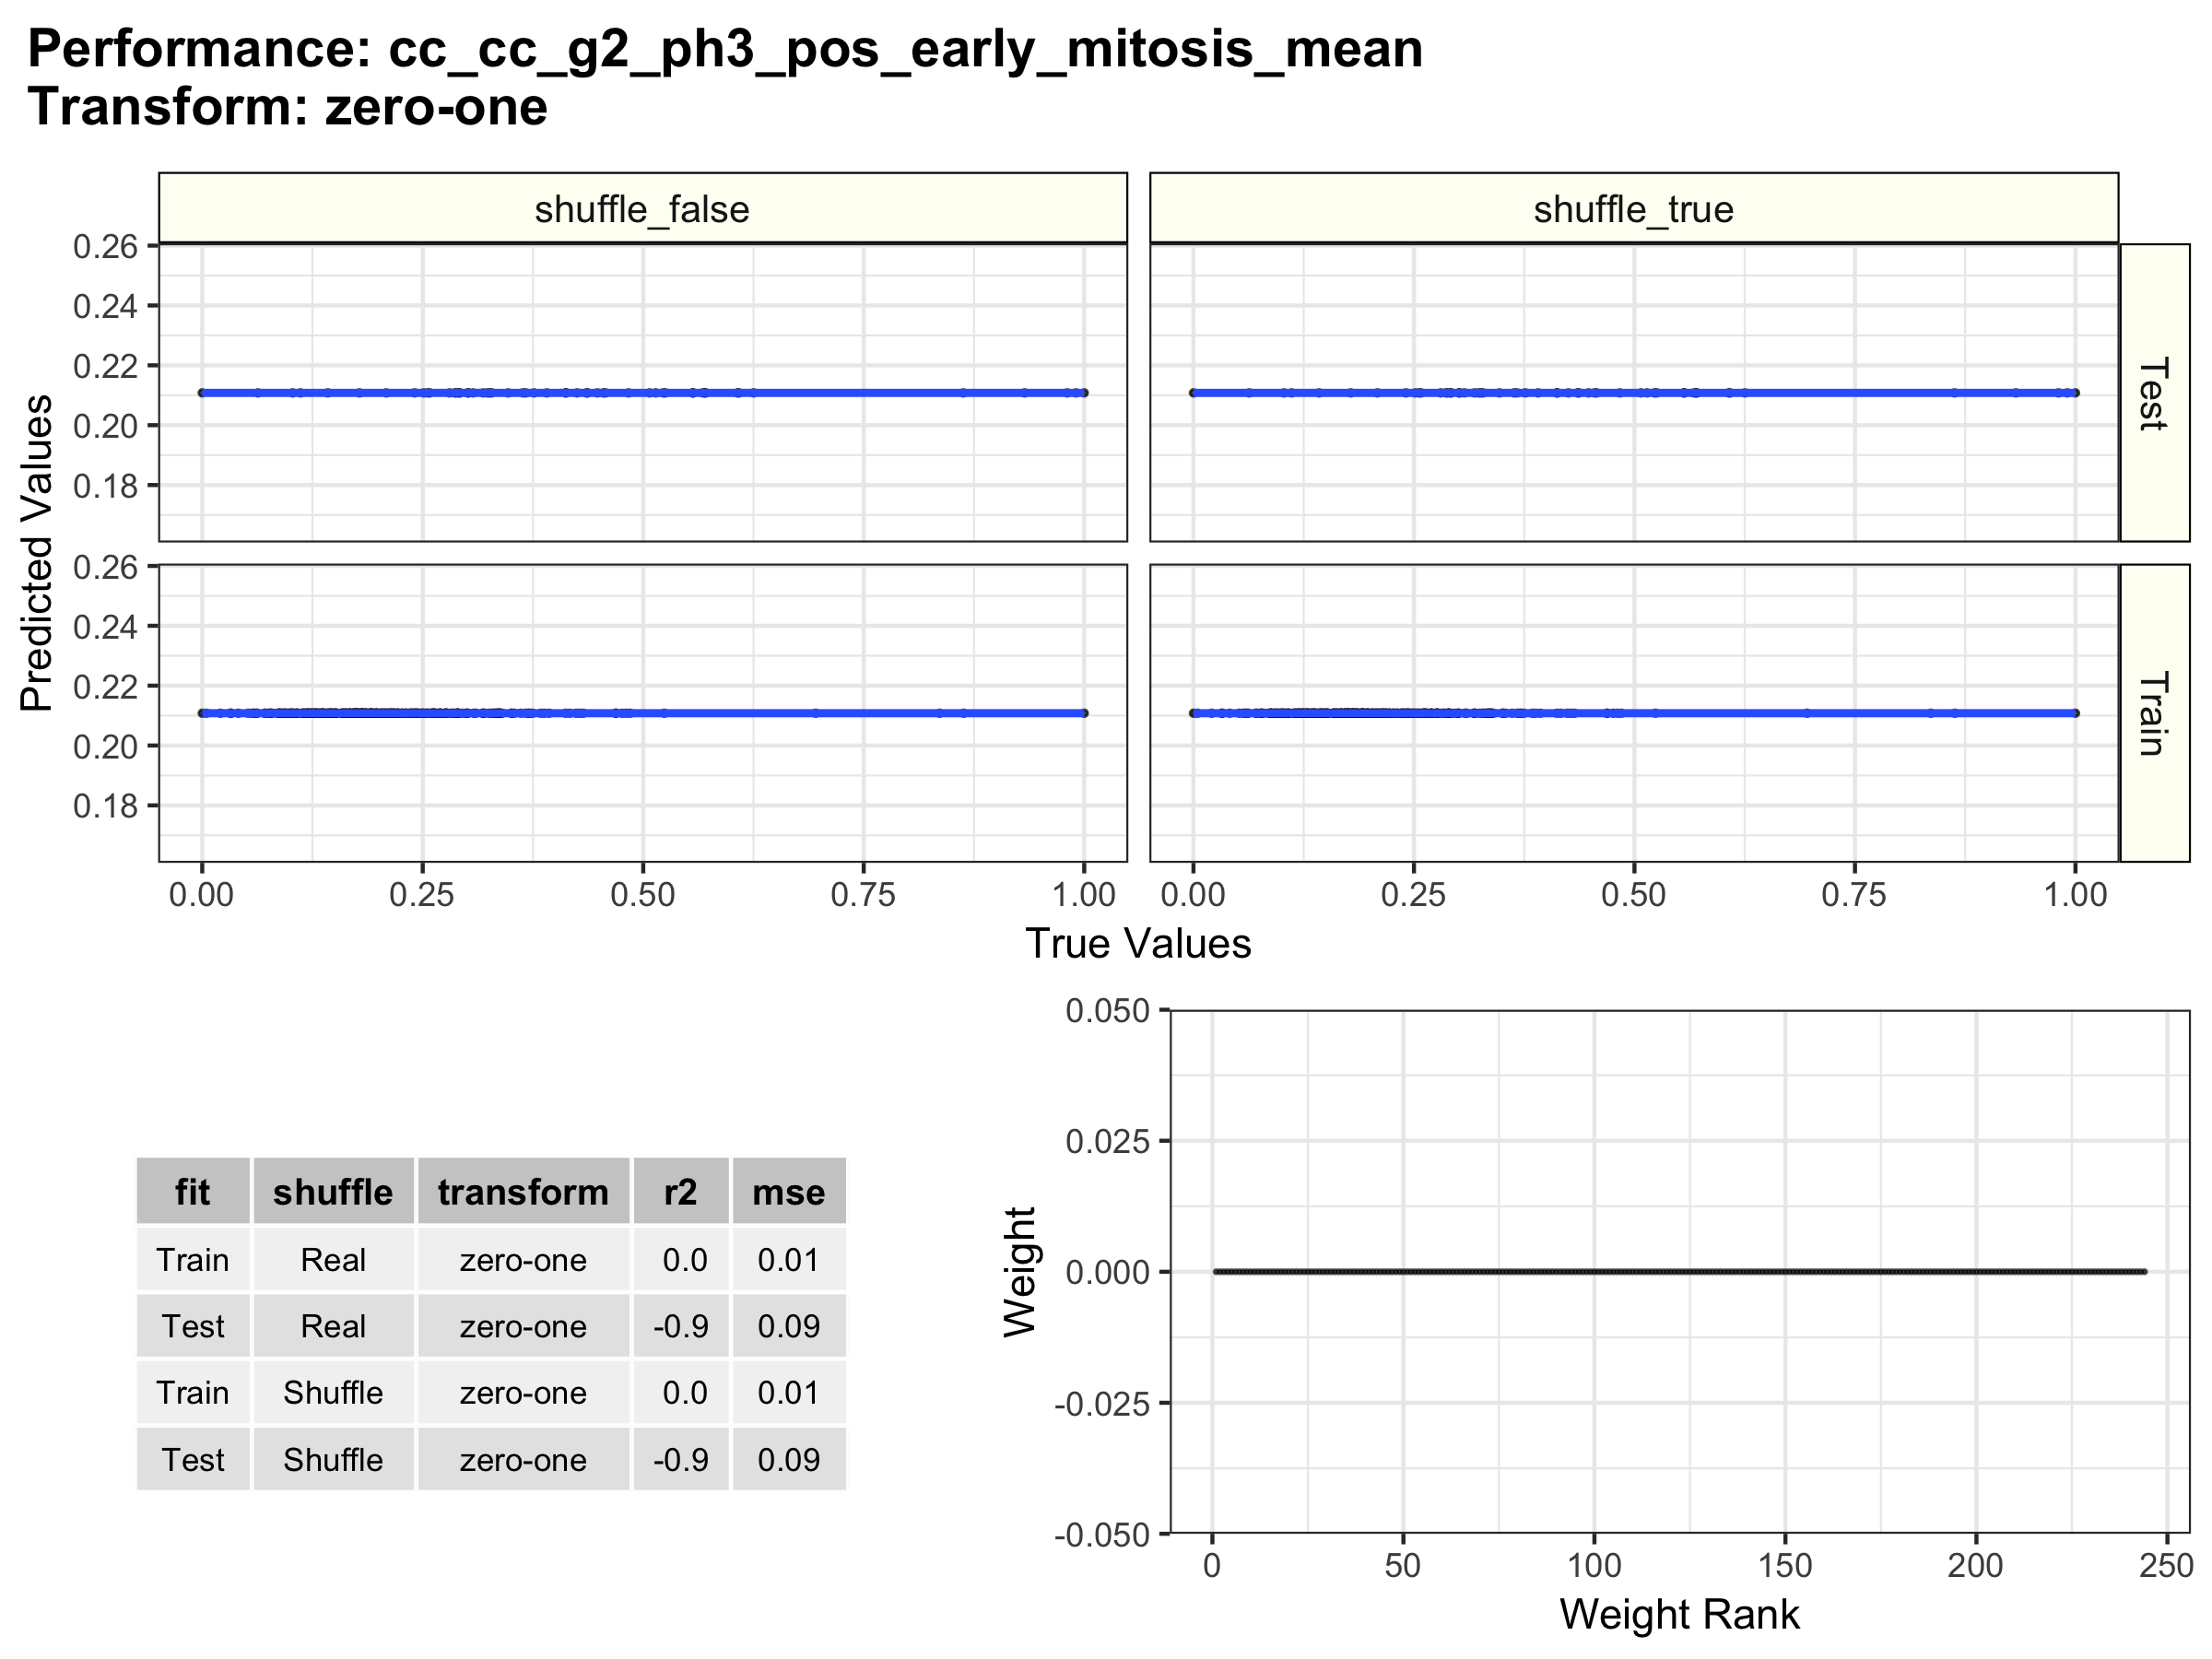 Performance: cc_cc_g2_ph3_pos_early_mitosis_mean
Transform: zero-one
shuffle_false
shuffle_true
0.26
0.24
0.22
0.20
0.18
Test
0.26
0.24
0.22
0.20
0.18
Train
Predicted Values
0.00 0.25 0.50 0.75 1.00
0.00 0.25 0.50 0.75 1.00
True Values
fit shuffle transform r2 mse
Train Real zero-one 0.0 0.01
Test Real zero-one -0.9 0.09
Train Shuffle zero-one 0.0 0.01
Test Shuffle zero-one -0.9 0.09
0.050
0.025
0.000
-0.025
-0.050
Weight
0 50 100 150 200 250
Weight Rank